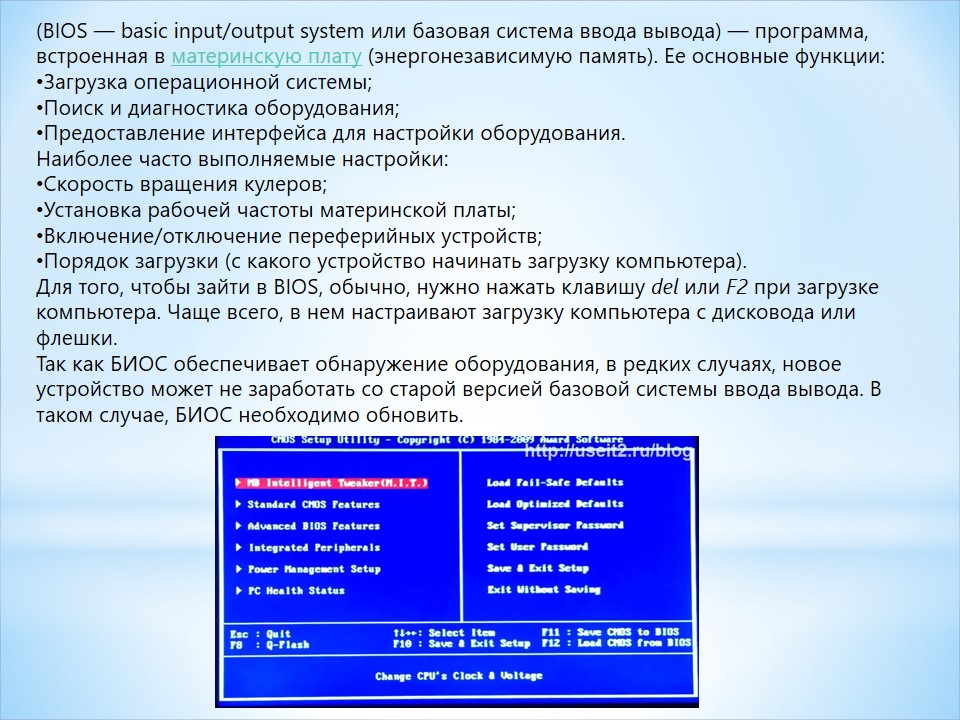 (BIOS — basic input/output system или базовая система ввода вывода) — программа,
встроенная в материнскую плату (энергонезависимую память). Ее основные функции:
•Загрузка операционной системы;
•Поиск и диагностика оборудования;
•Предоставление интерфейса для настройки оборудования.
Наиболее часто выполняемые настройки:
•Скорость вращения кулеров;
•Установка рабочей частоты материнской платы;
•Включение/отключение переферийных устройств;
•Порядок загрузки (с какого устройство начинать загрузку компьютера).
Для того, чтобы зайти в BIOS, обычно, нужно нажать клавишу del или F2 при загрузке
компьютера. Чаще всего, в нем настраивают загрузку компьютера с дисковода или
флешки.
Так как БИОС обеспечивает обнаружение оборудования, в редких случаях, новое
устройство может не заработать со старой версией базовой системы ввода вывода. В
таком случае, БИОС необходимо обновить.
CMOS Setup Utility - Copyright (C) 1984-2009 Award Software
http://useit2.ru/blog
MB Intelligent Tweaker(M.I.T.)
Standard CMOS Features
Advanced BIOS Features
Integrated Peripherals
Power Management Setup
PC Health Status
Load Fail-Safe Defaults
Load Optimized Defaults
Set Supervisor Password
Set User Password
Save & Exit Setup
Exit Without Saving
Esc : Quit ↑↓→←: Select Item F11 : Save CMOS to BIOS
F8 : Q-Flash F10 : Save & Exit Setup F12 : Load CMOS from BIOS
Change CPU's Clock & Voltage